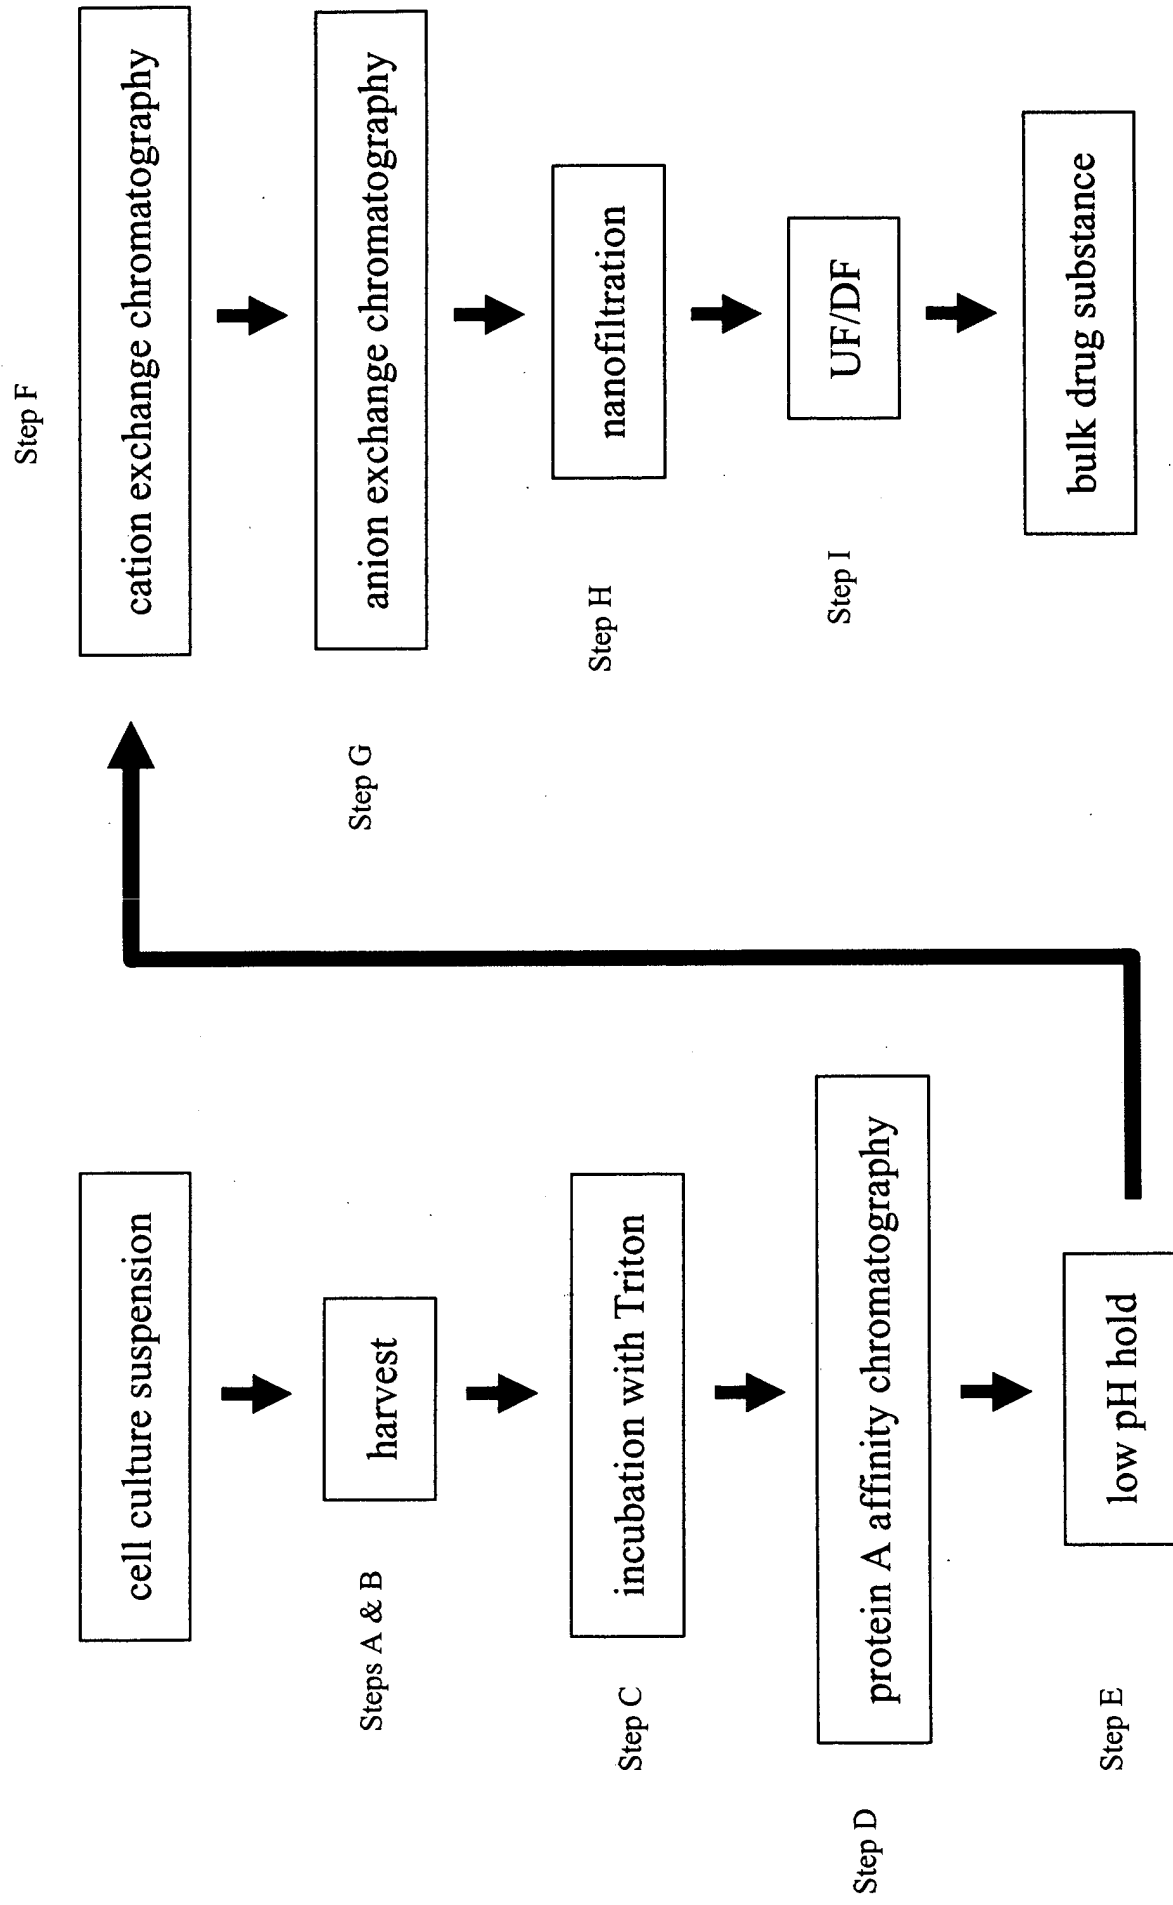 cell culture suspension
Steps A & B
harvest
Step C
incubation with Triton
Step D
protein A affinity chromatography
Step E
low pH hold
Step F
cation exchange chromatography
Step G
anion exchange chromatography
Step H
nanofiltration
Step I
UF/DF
bulk drug substance